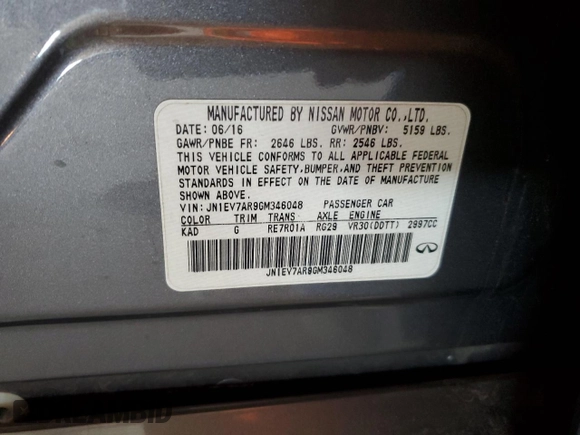 MANUFACTURED BY NISSAN MOTOR CO.,LTD.
DATE: 06/16 GVWR/PNBV: 5159 LBS.
GAWR/PNBE FR: 2646 LBS. RR: 2546 LBS.
THIS VEHICLE CONFORMS TO ALL APPLICABLE FEDERAL
MOTOR VEHICLE SAFETY,BUMPER,AND THEFT PREVENTION
STANDARDS IN EFFECT ON THE DATE OF MANUFACTURE
SHOWN ABOVE.
VIN: JN1EV7AR9GM346048 PASSENGER CAR
COLOR TRIM TRANS AXLE ENGINE
KAD G RE7R01A RG29 VR30(DDTT) 2997CC
JN1EV7AR9GM346048